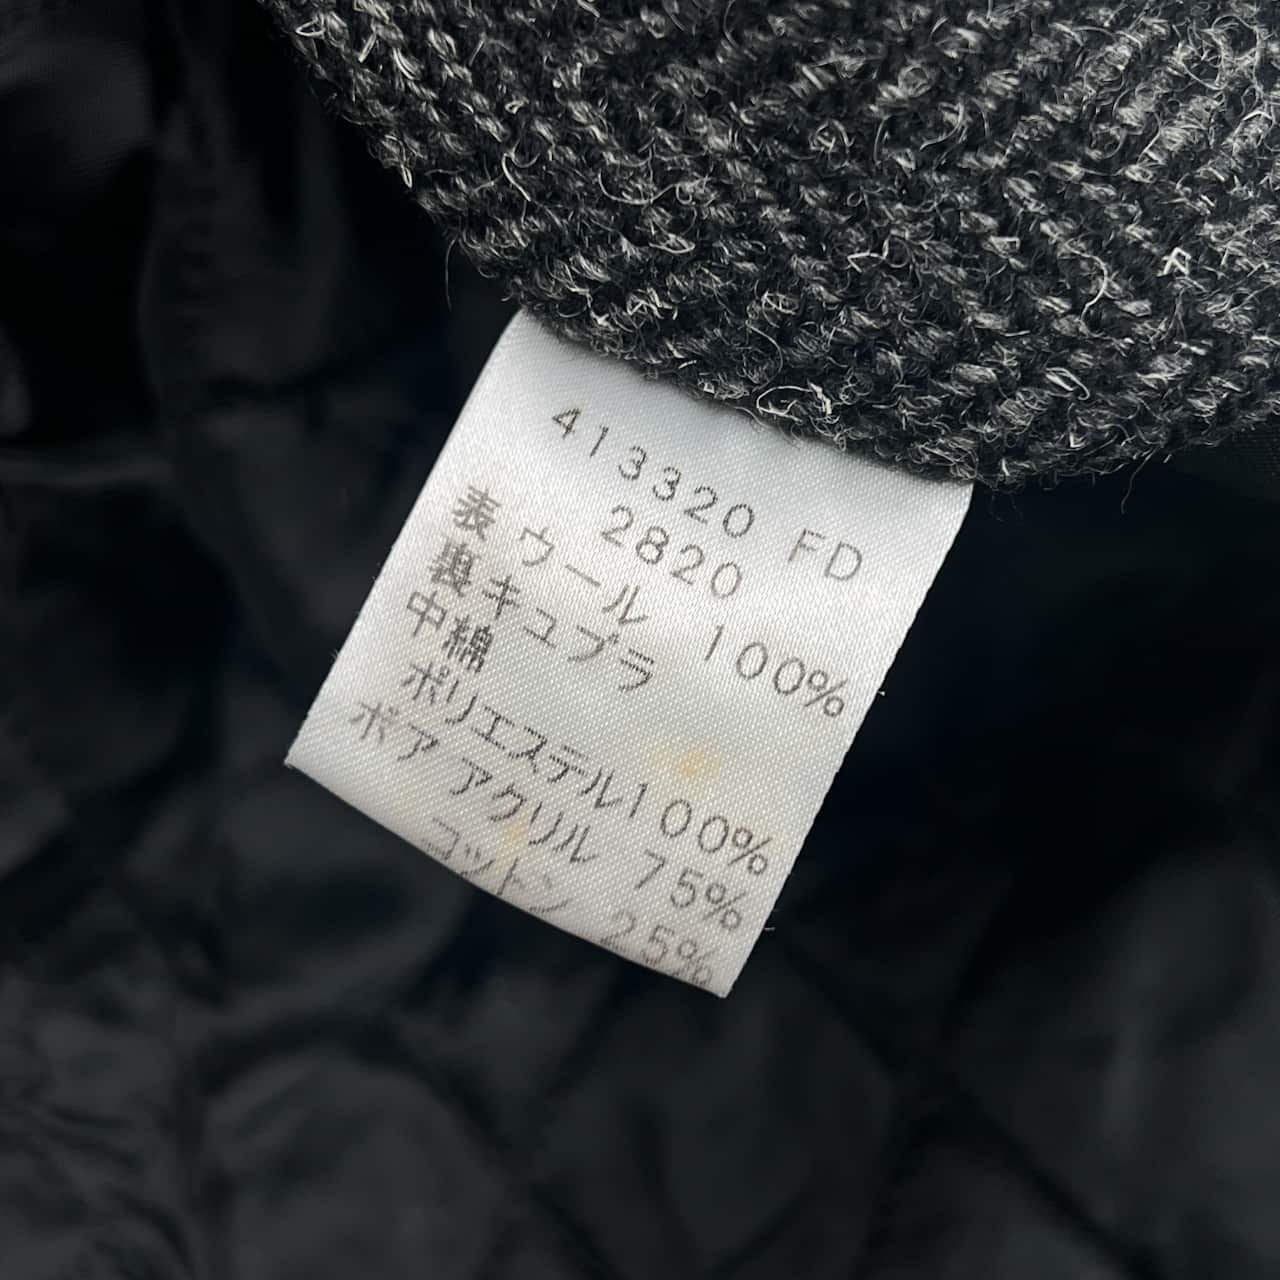 413320 FD
2820
表 ウール 100%
裏キュプラ
中綿
ポリエステル100%
ボア アクリル 75%
コットン 25%